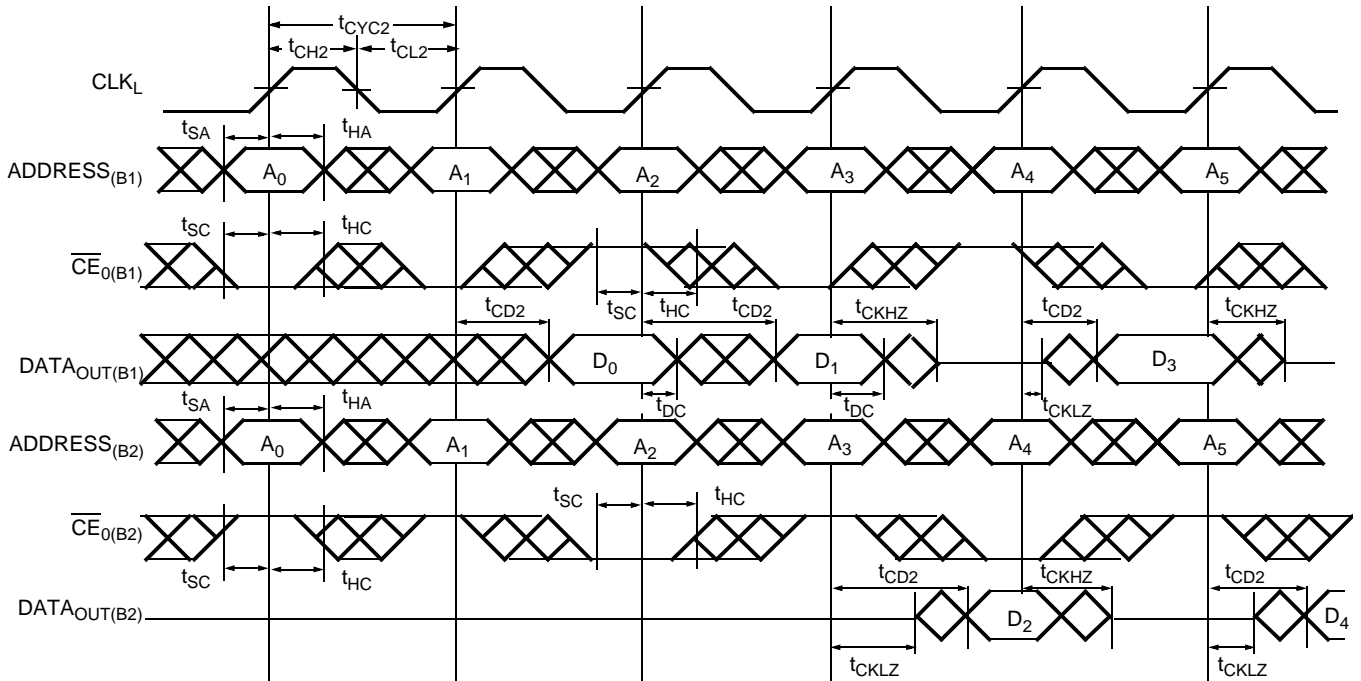 tCYC2
tCH2 tCL2
CLKL
tSA tHA
ADDRESS(B1) A0 A1 A2 A3 A4 A5
tSC tHC
CE0(B1)
tCD2 tSC tHC tCD2 tCKHZ tCD2 tCKHZ
DATAOUT(B1) D0 D1 D3
tSA tHA tDC tDC tCKLZ
ADDRESS(B2) A0 A1 A2 A3 A4 A5
tSC tHC
CE0(B2)
tSC tHC tCD2 tCKHZ tCD2
DATAOUT(B2) D2 D4
tCKLZ tCKLZ